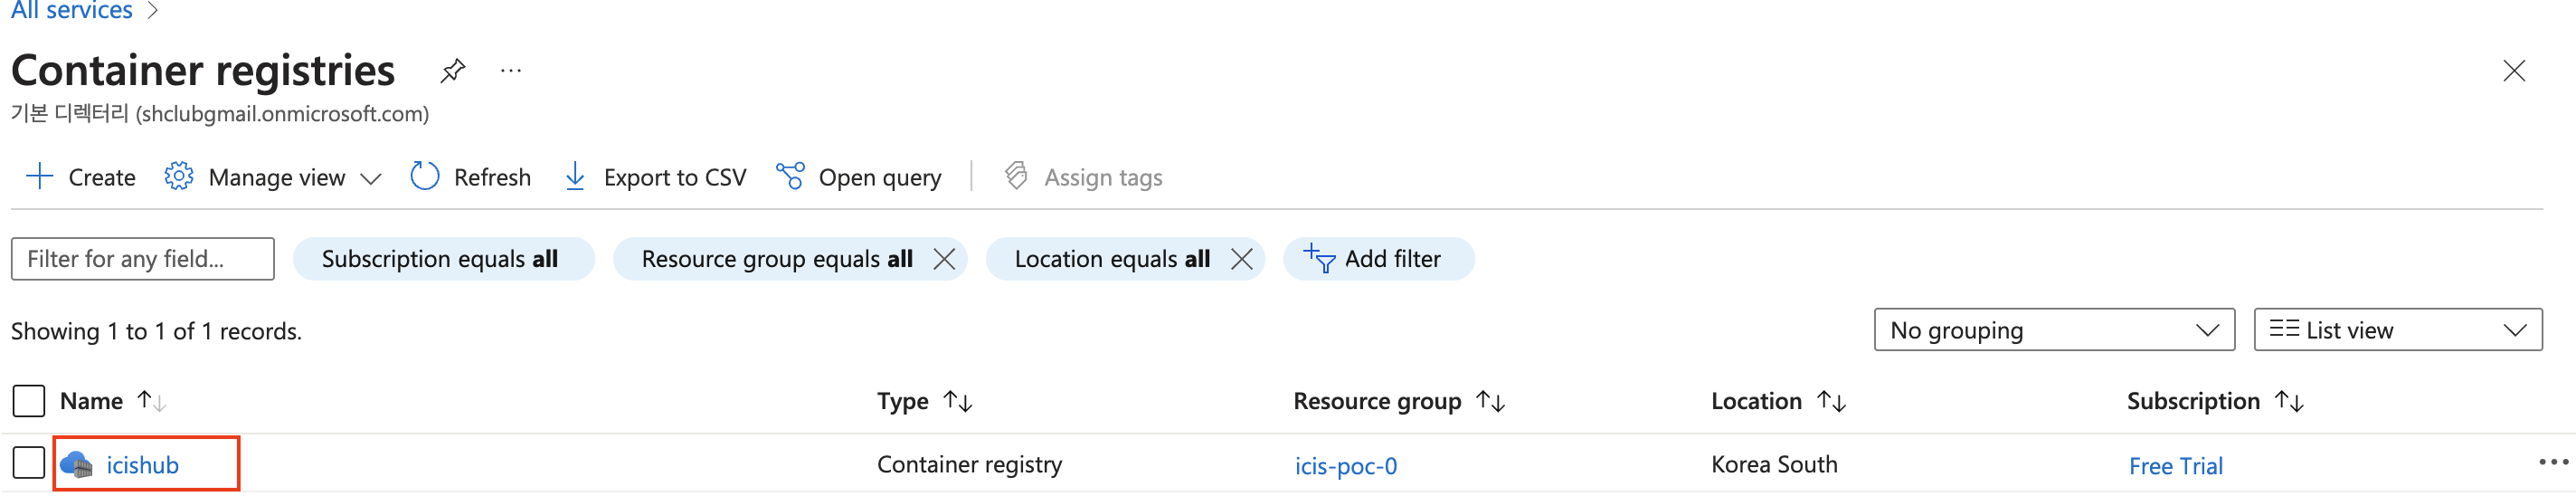 All services
Container registries
기본 디렉터리 (shclubgmail.onmicrosoft.com)
Create Manage view Refresh Export to CSV Open query Assign tags
Filter for any field... Subscription equals all Resource group equals all Location equals all Add filter
Showing 1 to 1 of 1 records. No grouping List view
Name Type Resource group Location Subscription
icishub Container registry icis-poc-0 Korea South Free Trial